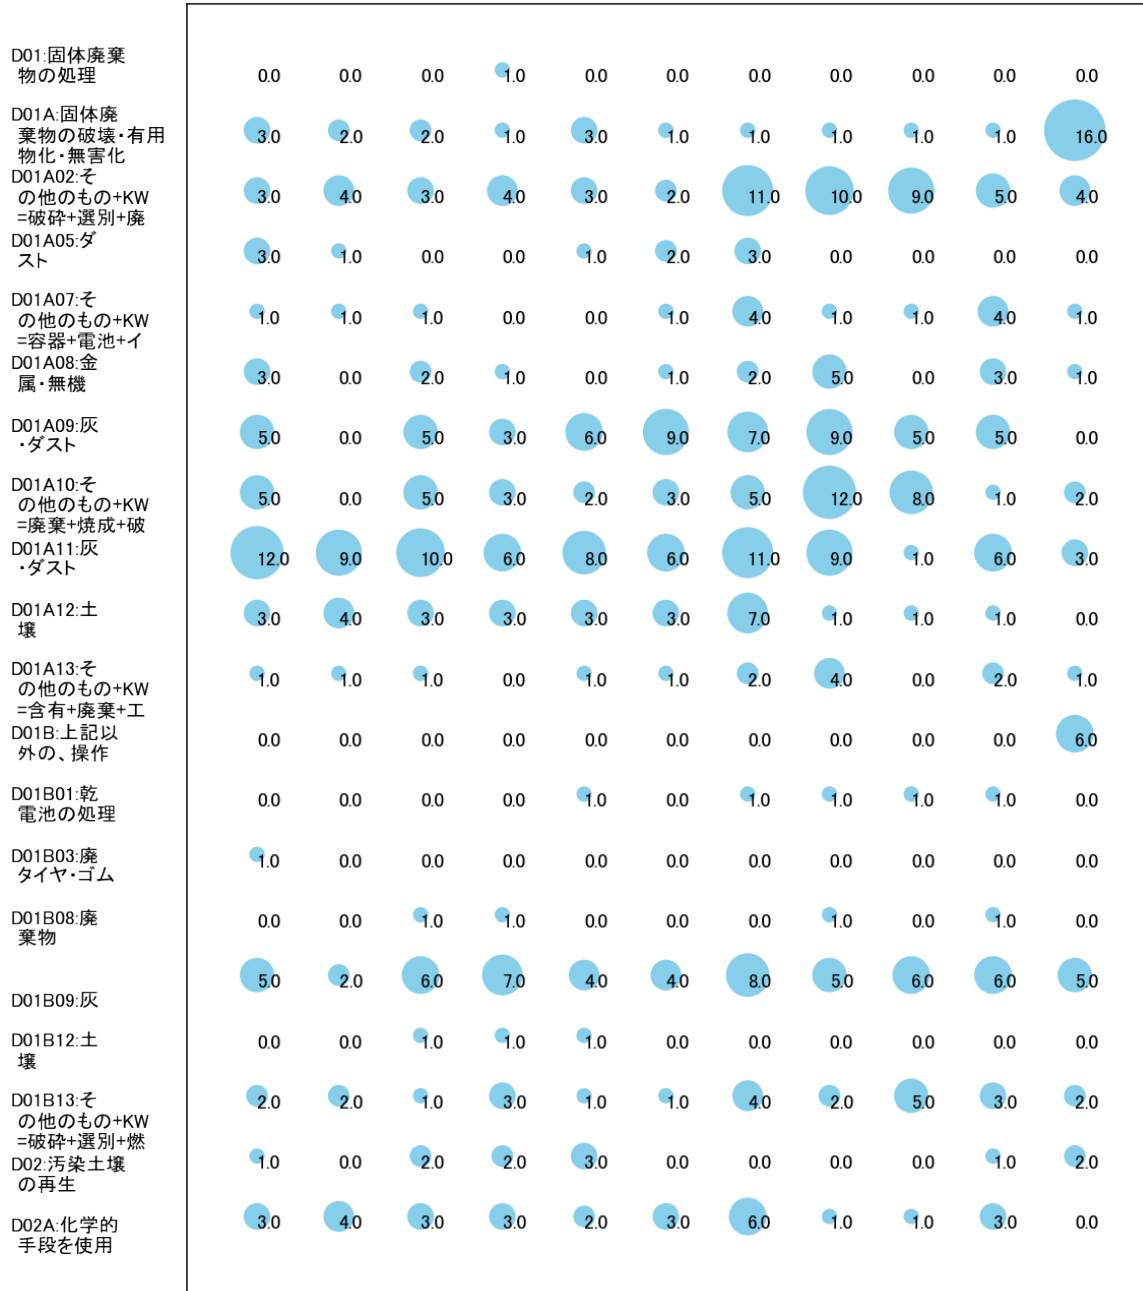 D01:固体廃棄
物の処理
0.0 0.0 0.0 1.0 0.0 0.0 0.0 0.0 0.0 0.0 0.0
D01A:固体廃
棄物の破壊・有用
物化・無害化
3.0 2.0 2.0 1.0 3.0 1.0 1.0 1.0 1.0 1.0 16.0
D01A02:そ
の他のもの+KW
=破砕+選別+廃
3.0 4.0 3.0 4.0 3.0 2.0 11.0 10.0 9.0 5.0 4.0
D01A05:ダ
スト
3.0 1.0 0.0 0.0 1.0 2.0 3.0 0.0 0.0 0.0 0.0
D01A07:そ
の他のもの+KW
=容器+電池+イ
1.0 1.0 1.0 0.0 0.0 1.0 4.0 1.0 1.0 4.0 1.0
D01A08:金
属・無機
3.0 0.0 2.0 1.0 0.0 1.0 2.0 5.0 0.0 3.0 1.0
D01A09:灰
・ダスト
5.0 0.0 5.0 3.0 6.0 9.0 7.0 9.0 5.0 5.0 0.0
D01A10:そ
の他のもの+KW
=廃棄+焼成+破
5.0 0.0 5.0 3.0 2.0 3.0 5.0 12.0 8.0 1.0 2.0
D01A11:灰
・ダスト
12.0 9.0 10.0 6.0 8.0 6.0 11.0 9.0 1.0 6.0 3.0
D01A12:土
壌
3.0 4.0 3.0 3.0 3.0 3.0 7.0 1.0 1.0 1.0 0.0
D01A13:そ
の他のもの+KW
=含有+廃棄+工
1.0 1.0 1.0 0.0 1.0 1.0 2.0 4.0 0.0 2.0 1.0
D01B:上記以
外の、操作
0.0 0.0 0.0 0.0 0.0 0.0 0.0 0.0 0.0 0.0 6.0
D01B01:乾
電池の処理
0.0 0.0 0.0 0.0 1.0 0.0 1.0 1.0 1.0 1.0 0.0
D01B03:廃
タイヤ・ゴム
1.0 0.0 0.0 0.0 0.0 0.0 0.0 0.0 0.0 0.0 0.0
D01B08:廃
棄物
0.0 0.0 1.0 1.0 0.0 0.0 0.0 1.0 0.0 1.0 0.0
D01B09:灰
5.0 2.0 6.0 7.0 4.0 4.0 8.0 5.0 6.0 6.0 5.0
D01B12:土
壌
0.0 0.0 1.0 1.0 1.0 0.0 0.0 0.0 0.0 0.0 0.0
D01B13:そ
の他のもの+KW
=破砕+選別+燃
2.0 2.0 1.0 3.0 1.0 1.0 4.0 2.0 5.0 3.0 2.0
D02:汚染土壌
の再生
1.0 0.0 2.0 2.0 3.0 0.0 0.0 0.0 0.0 1.0 2.0
D02A:化学的
手段を使用
3.0 4.0 3.0 3.0 2.0 3.0 6.0 1.0 1.0 3.0 0.0